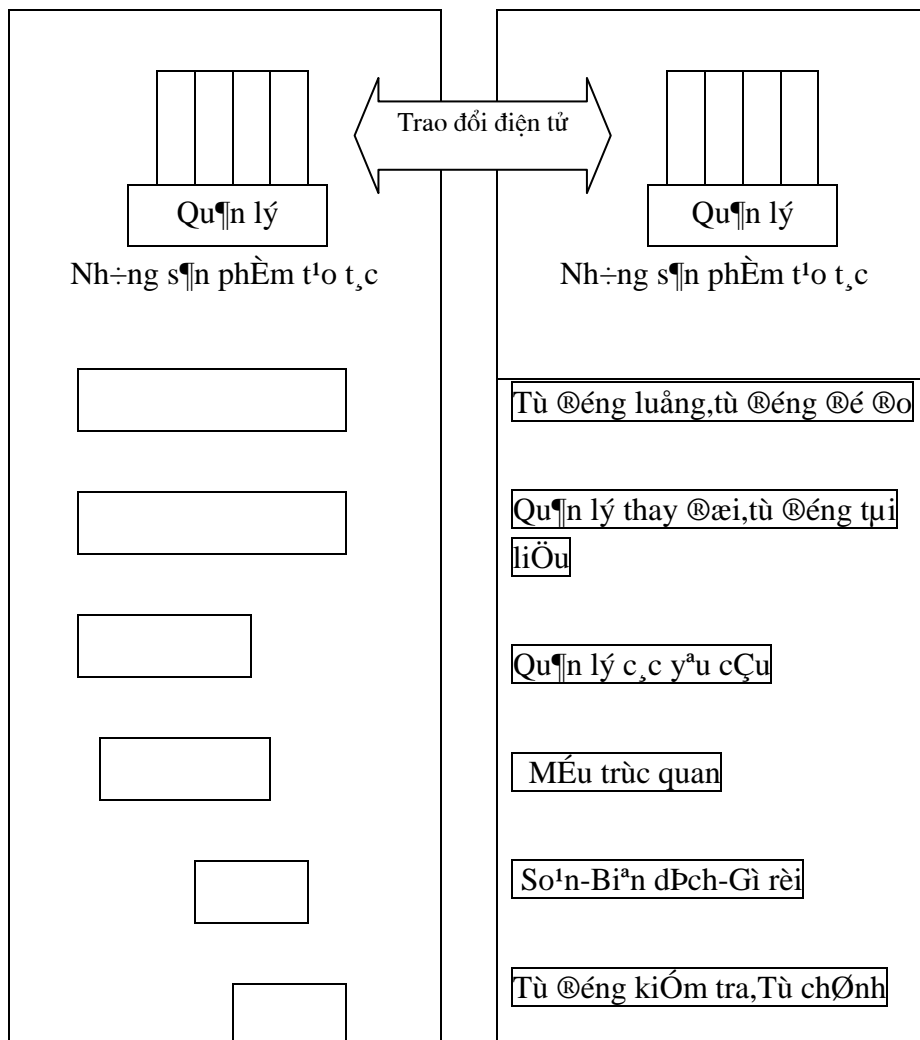 Trao đổi điện tử
Qu¶n lý
Qu¶n lý
Nh÷ng s¶n phÈm t¹o t¸c
Nh÷ng s¶n phÈm t¹o t¸c
Tù ®éng luång,tù ®éng ®é ®o
Qu¶n lý thay ®æi,tù ®éng tµi
liÖu
Qu¶n lý c¸c yªu cÇu
MÉu trùc quan
So¹n-Biªn dÞch-Gì rèi
Tù ®éng kiÓm tra,Tù chØnh